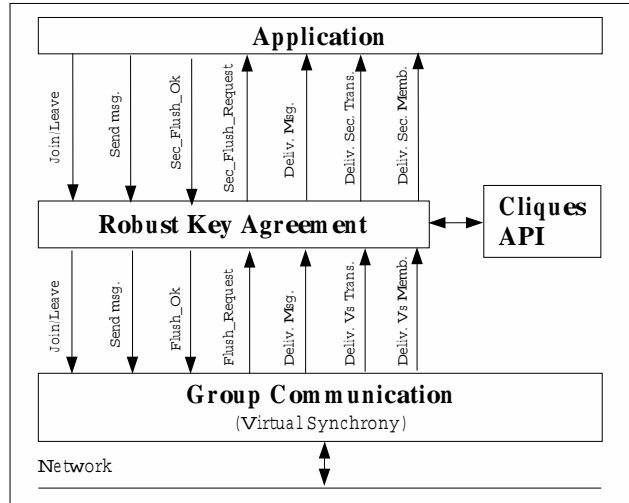 Application
Join/Leave
Send msg.
Sec_Flush_Ok
Sec_Flush_Request
Deliv. Msg.
Deliv. Sec. Trans.
Deliv. Sec. Memb.
Robust Key Agreement
Cliques
API
Join/Leave
Send msg.
Flush_Ok
Flush_Request
Deliv. Msg.
Deliv. Vs Trans.
Deliv. Vs Memb.
Group Communication
(Virtual Synchrony)
Network